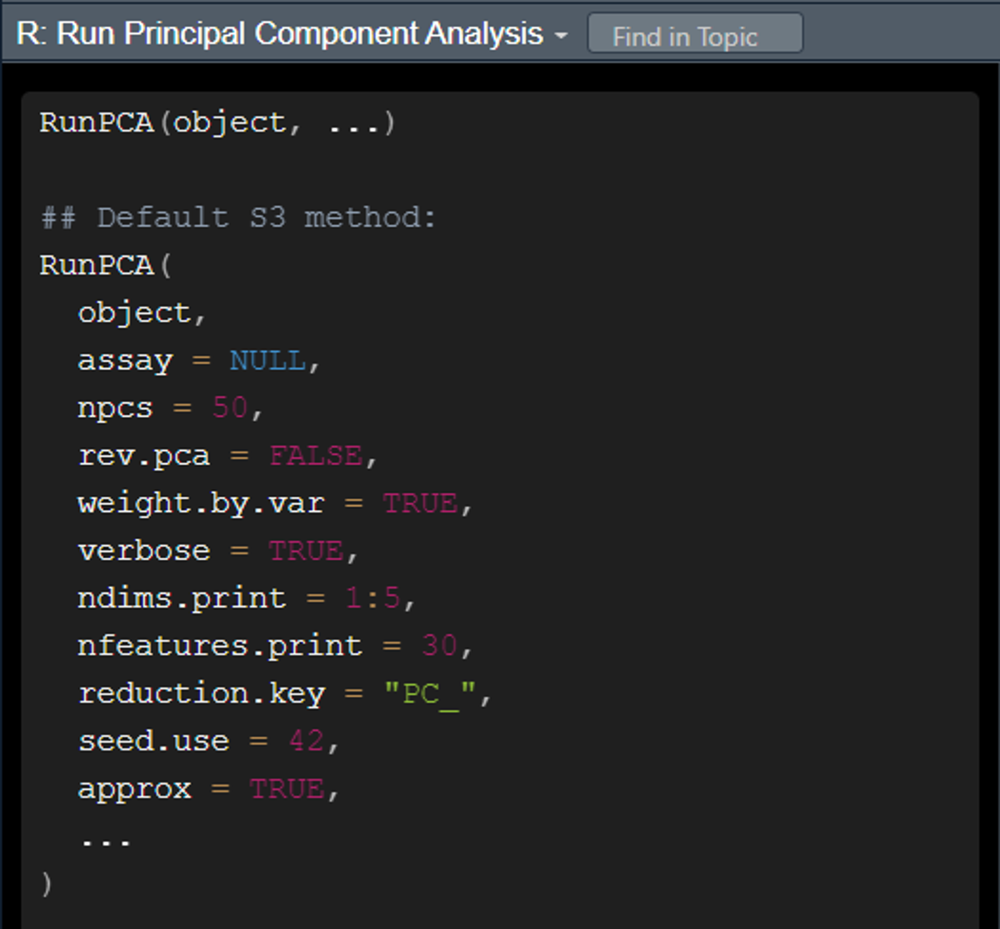 R: Run Principal Component Analysis Find in Topic
RunPCA(object, ...)
## Default S3 method:
RunPCA(
  object,
  assay = NULL,
  npcs = 50,
  rev.pca = FALSE,
  weight.by.var = TRUE,
  verbose = TRUE,
  ndims.print = 1:5,
  nfeatures.print = 30,
  reduction.key = "PC_",
  seed.use = 42,
  approx = TRUE,
  ...
)